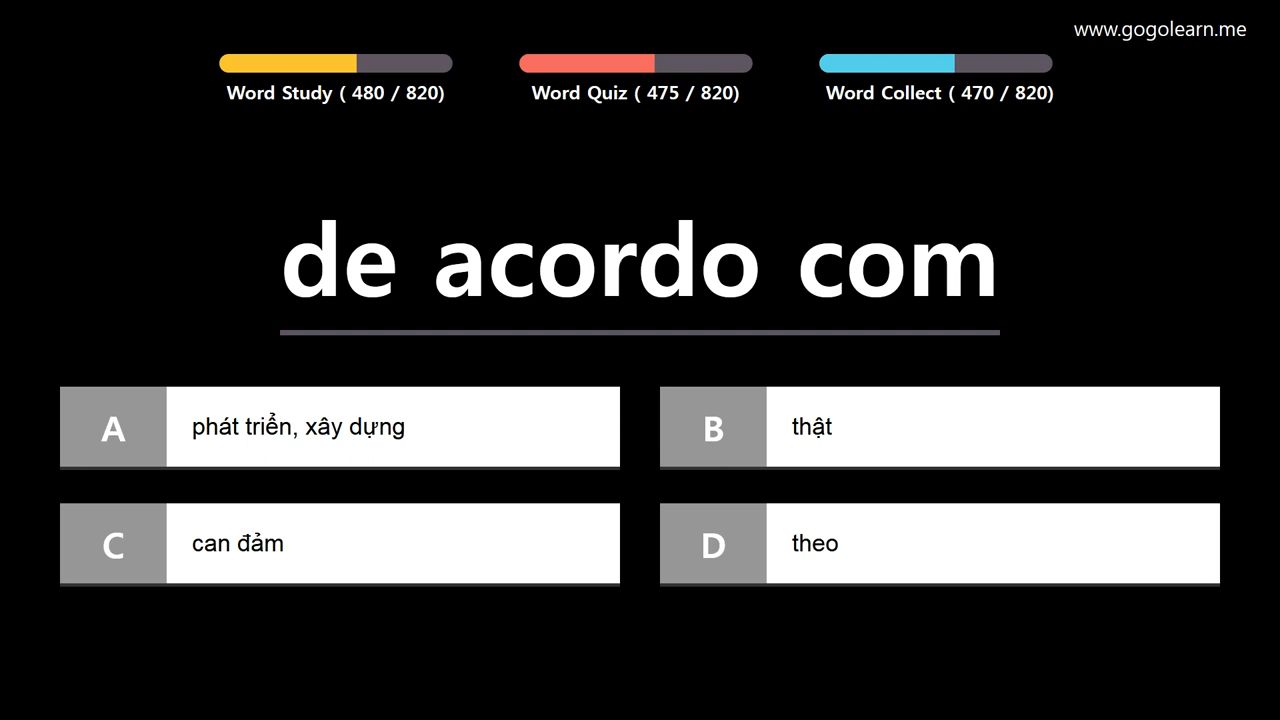 www.gogolearn.me
Word Study ( 480 / 820)
Word Quiz ( 475 / 820)
Word Collect ( 470 / 820)
de acordo com
A phát triển, xây dựng
B thật
C can đảm
D theo